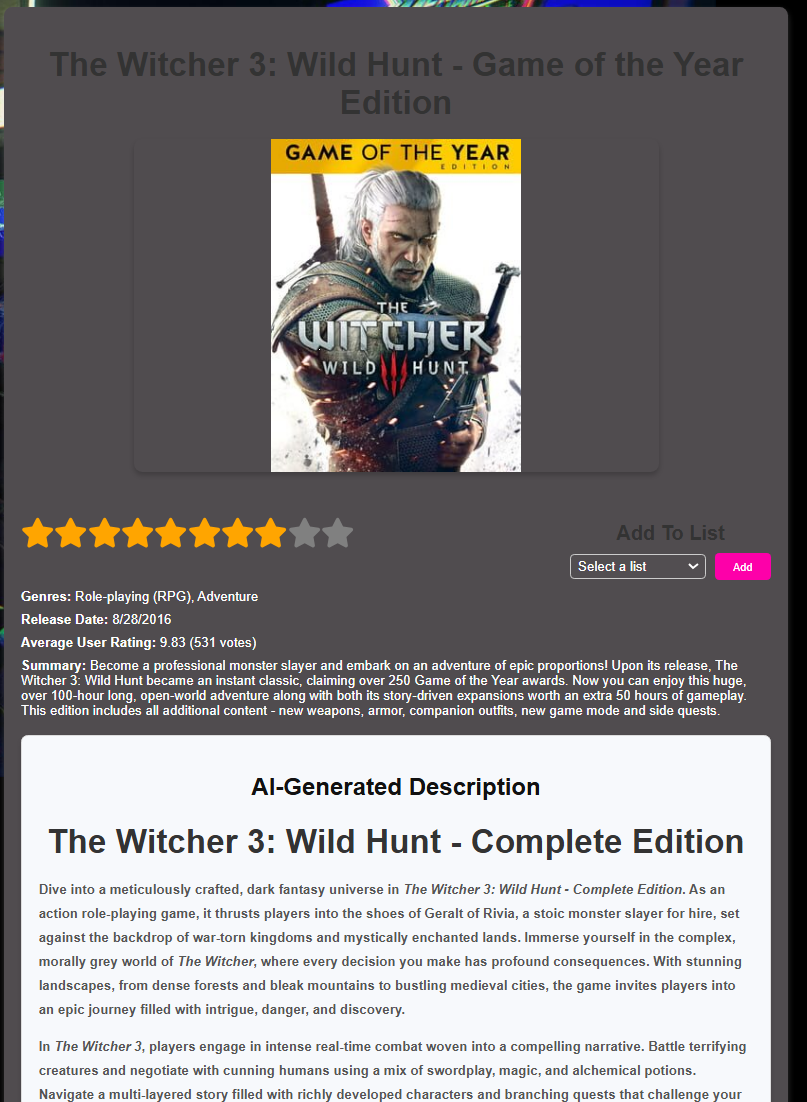 The Witcher 3: Wild Hunt - Game of the Year
Edition
GAME OF THE YEAR
EDITION
THE
WITCHER
WILD HUNT
Add To List
Select a list
Add
Genres: Role-playing (RPG), Adventure
Release Date: 8/28/2016
Average User Rating: 9.83 (531 votes)
Summary: Become a professional monster slayer and embark on an adventure of epic proportions! Upon its release, The
Witcher 3: Wild Hunt became an instant classic, claiming over 250 Game of the Year awards. Now you can enjoy this huge,
over 100-hour long, open-world adventure along with both its story-driven expansions worth an extra 50 hours of gameplay.
This edition includes all additional content - new weapons, armor, companion outfits, new game mode and side quests.
AI-Generated Description
The Witcher 3: Wild Hunt - Complete Edition
Dive into a meticulously crafted, dark fantasy universe in The Witcher 3: Wild Hunt - Complete Edition. As an
action role-playing game, it thrusts players into the shoes of Geralt of Rivia, a stoic monster slayer for hire, set
against the backdrop of war-torn kingdoms and mystically enchanted lands. Immerse yourself in the complex,
morally grey world of The Witcher, where every decision you make has profound consequences. With stunning
landscapes, from dense forests and bleak mountains to bustling medieval cities, the game invites players into
an epic journey filled with intrigue, danger, and discovery.
In The Witcher 3, players engage in intense real-time combat woven into a compelling narrative. Battle terrifying
creatures and negotiate with cunning humans using a mix of swordplay, magic, and alchemical potions.
Navigate a multi-layered story filled with richly developed characters and branching quests that challenge your